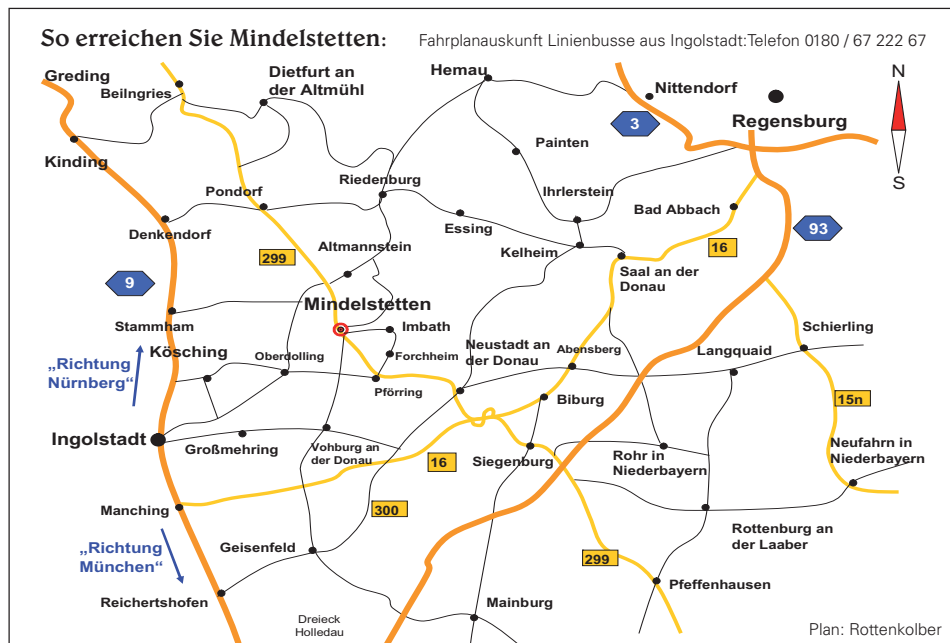 So erreichen Sie Mindelstetten:
Fahrplanauskunft Linienbusse aus Ingolstadt:Telefon 0180 / 67 222 67
Greding
Beilngries
Dietfurt an
der Altmühl
Hemau
Nittendorf
N
Regensburg
3
Kinding
Painten
S
Riedenburg
Pondorf
Ihrlerstein
Bad Abbach
Denkendorf
Essing
Altmannstein
Kelheim
16
93
299
Saal an der
Donau
9
Mindelstetten
Stammham
Imbath
Schierling
Kösching
Neustadt an
der Donau
Abensberg
Langquaid
„Richtung
Nürnberg“
Oberdolling
Forchheim
Pförring
Biburg
15n
Ingolstadt
Großmehring
Vohburg an
der Donau
16
Siegenburg
Rohr in
Niederbayern
Neufahrn in
Niederbayern
Manching
300
„Richtung
München“
Geisenfeld
Rottenburg an
der Laaber
299
Pfeffenhausen
Reichertshofen
Mainburg
Dreieck
Holledau
Plan: Rottenkolber